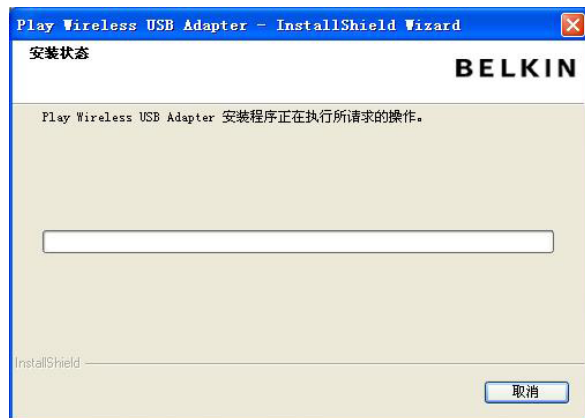 Play Wireless USB Adapter - InstallShield Wizard
安装状态
BELKIN
Play Wireless USB Adapter 安装程序正在执行所请求的操作。
InstallShield
取消